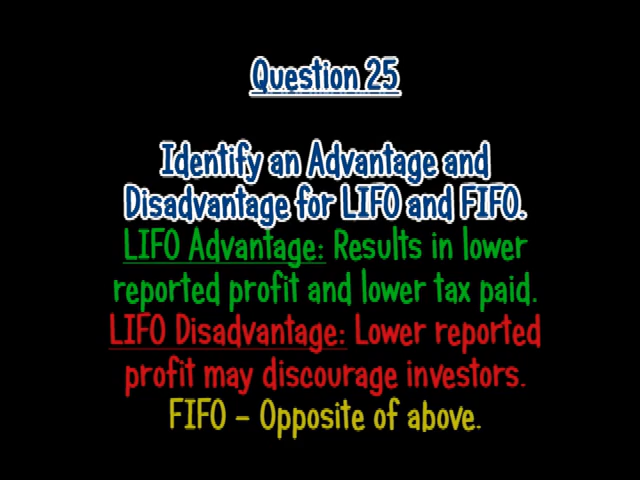 Question 25
Identify an Advantage and
Disadvantage for LIFO and FIFO.
LIFO Advantage: Results in lower
reported profit and lower tax paid.
LIFO Disadvantage: Lower reported
profit may discourage investors.
FIFO – Opposite of above.